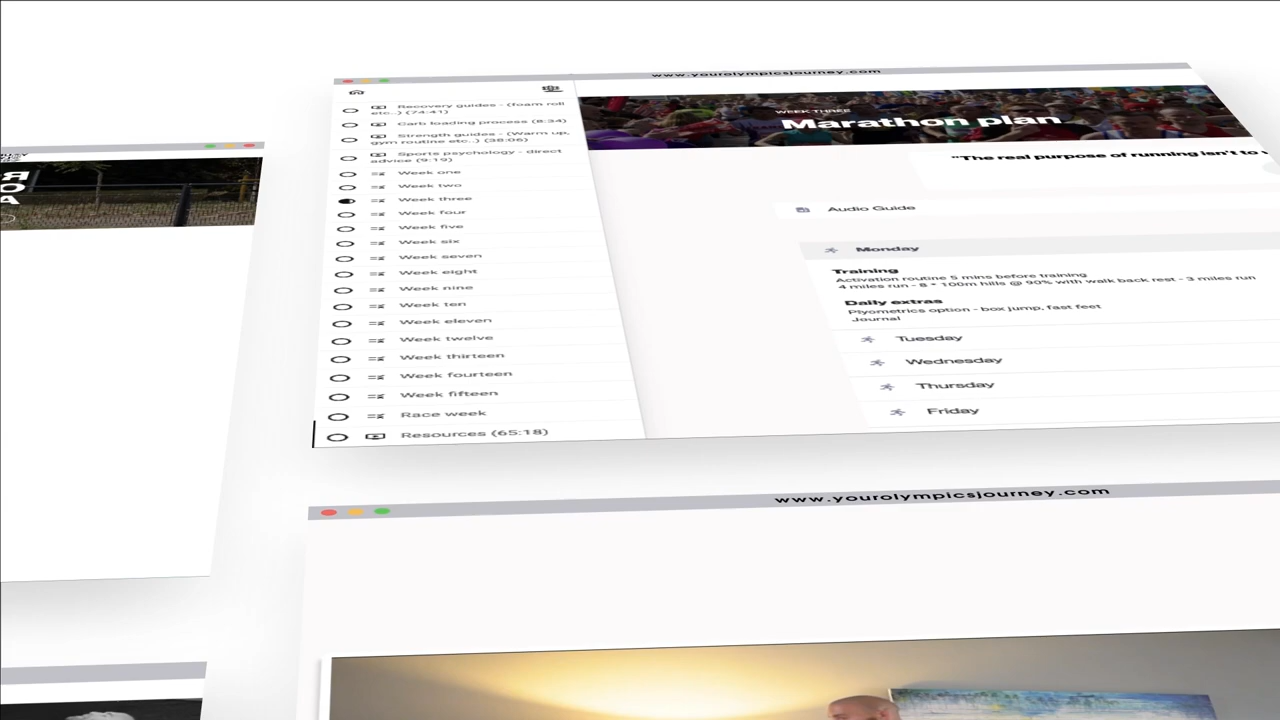 www.yourolympicsjourney.com
Recovery guides - (foam roll
etc..) (74:41)
Carb loading process (8:34)
Strength guides - (Warm up,
gym routine etc..) (38:06)
Sports psychology - direct
advice (9:19)
Week one
Week two
Week three
Week four
Week five
Week six
Week seven
Week eight
Week nine
Week ten
Week eleven
Week twelve
Week thirteen
Week fourteen
Week fifteen
Race week
Resources (65:18)
WEEK THREE
Marathon plan
"The real purpose of running isn't to
Audio Guide
Monday
Training
Activation routine 5 mins before training
4 miles run - 8 * 100m hills @ 90% with walk back rest - 3 miles run
Daily extras
Plyometrics option - box jump, fast feet
Journal
Tuesday
Wednesday
Thursday
Friday
www.yourolympicsjourney.com